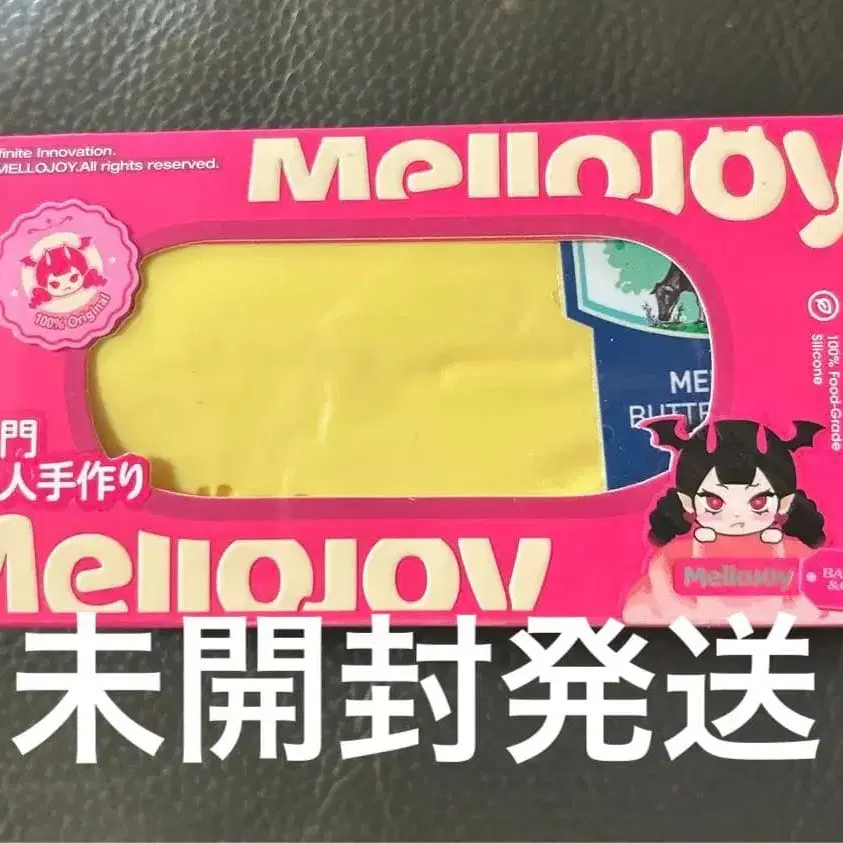 finite Innovation.
MELLOJOY.All rights reserved.
MelloJoy
100% Original
100% Food-Grade
Silicone
ME
BUTTE
門
人手作り
MelloJoy
BA
&
MelloJoy
未開封発送